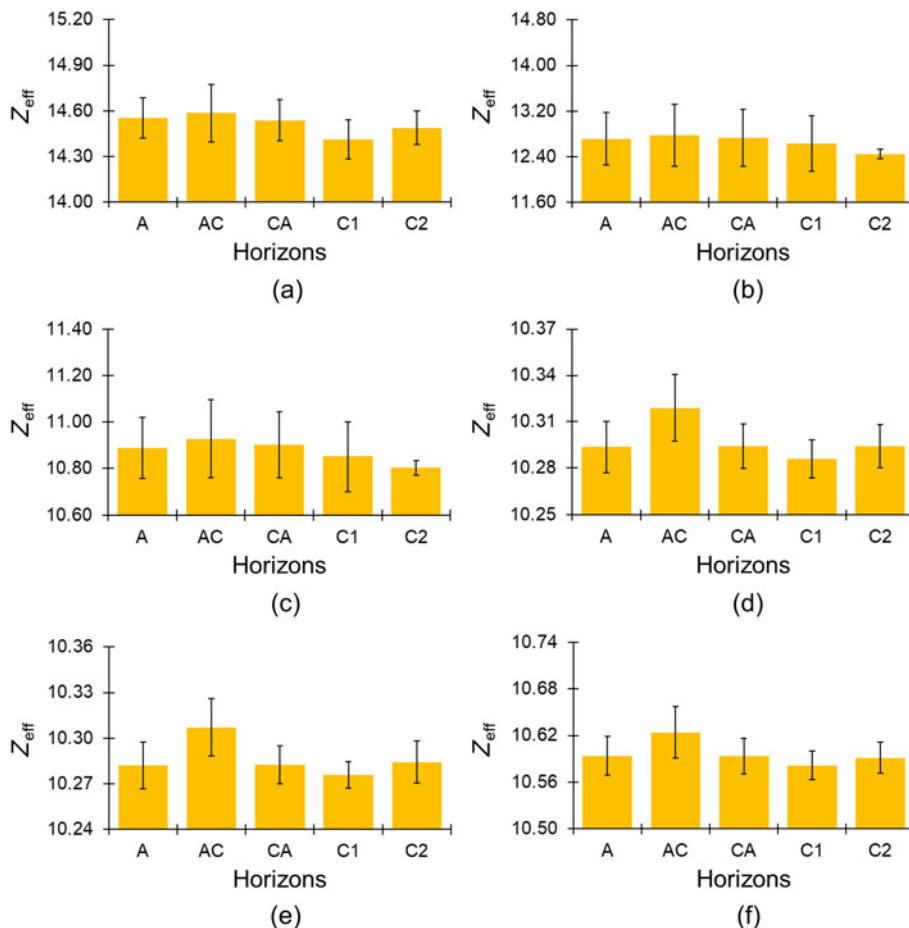 15.20
14.90
14.60
14.30
14.00
Zeff
A AC CA C1 C2
Horizons
(a)
14.80
14.00
13.20
12.40
11.60
Zeff
A AC CA C1 C2
Horizons
(b)
11.40
11.20
11.00
10.80
10.60
Zeff
A AC CA C1 C2
Horizons
(c)
10.37
10.34
10.31
10.28
10.25
Zeff
A AC CA C1 C2
Horizons
(d)
10.36
10.33
10.30
10.27
10.24
Zeff
A AC CA C1 C2
Horizons
(e)
10.74
10.68
10.62
10.56
10.50
Zeff
A AC CA C1 C2
Horizons
(f)